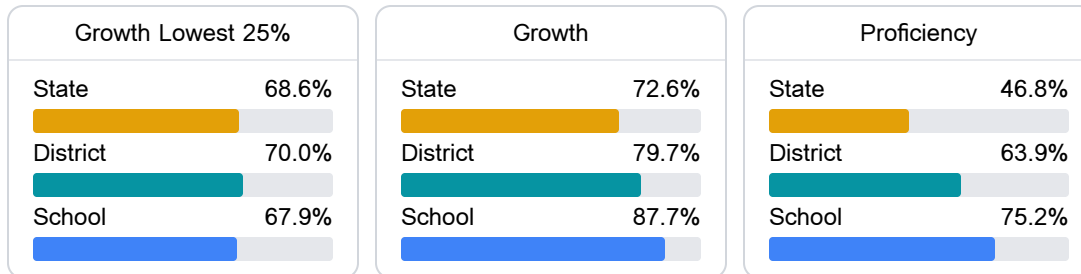 Growth Lowest 25%
State 68.6%
District 70.0%
School 67.9%
Growth
State 72.6%
District 79.7%
School 87.7%
Proficiency
State 46.8%
District 63.9%
School 75.2%